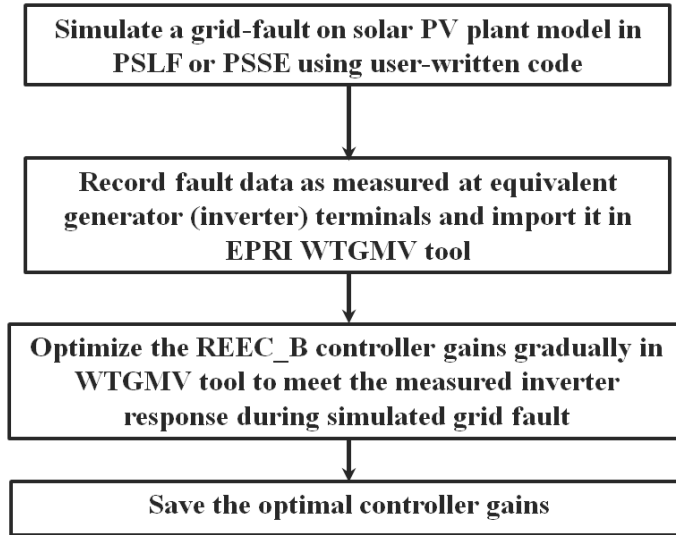 Simulate a grid-fault on solar PV plant model in
PSLF or PSSE using user-written code
Record fault data as measured at equivalent
generator (inverter) terminals and import it in
EPRI WTGMV tool
Optimize the REEC_B controller gains gradually in
WTGMV tool to meet the measured inverter
response during simulated grid fault
Save the optimal controller gains